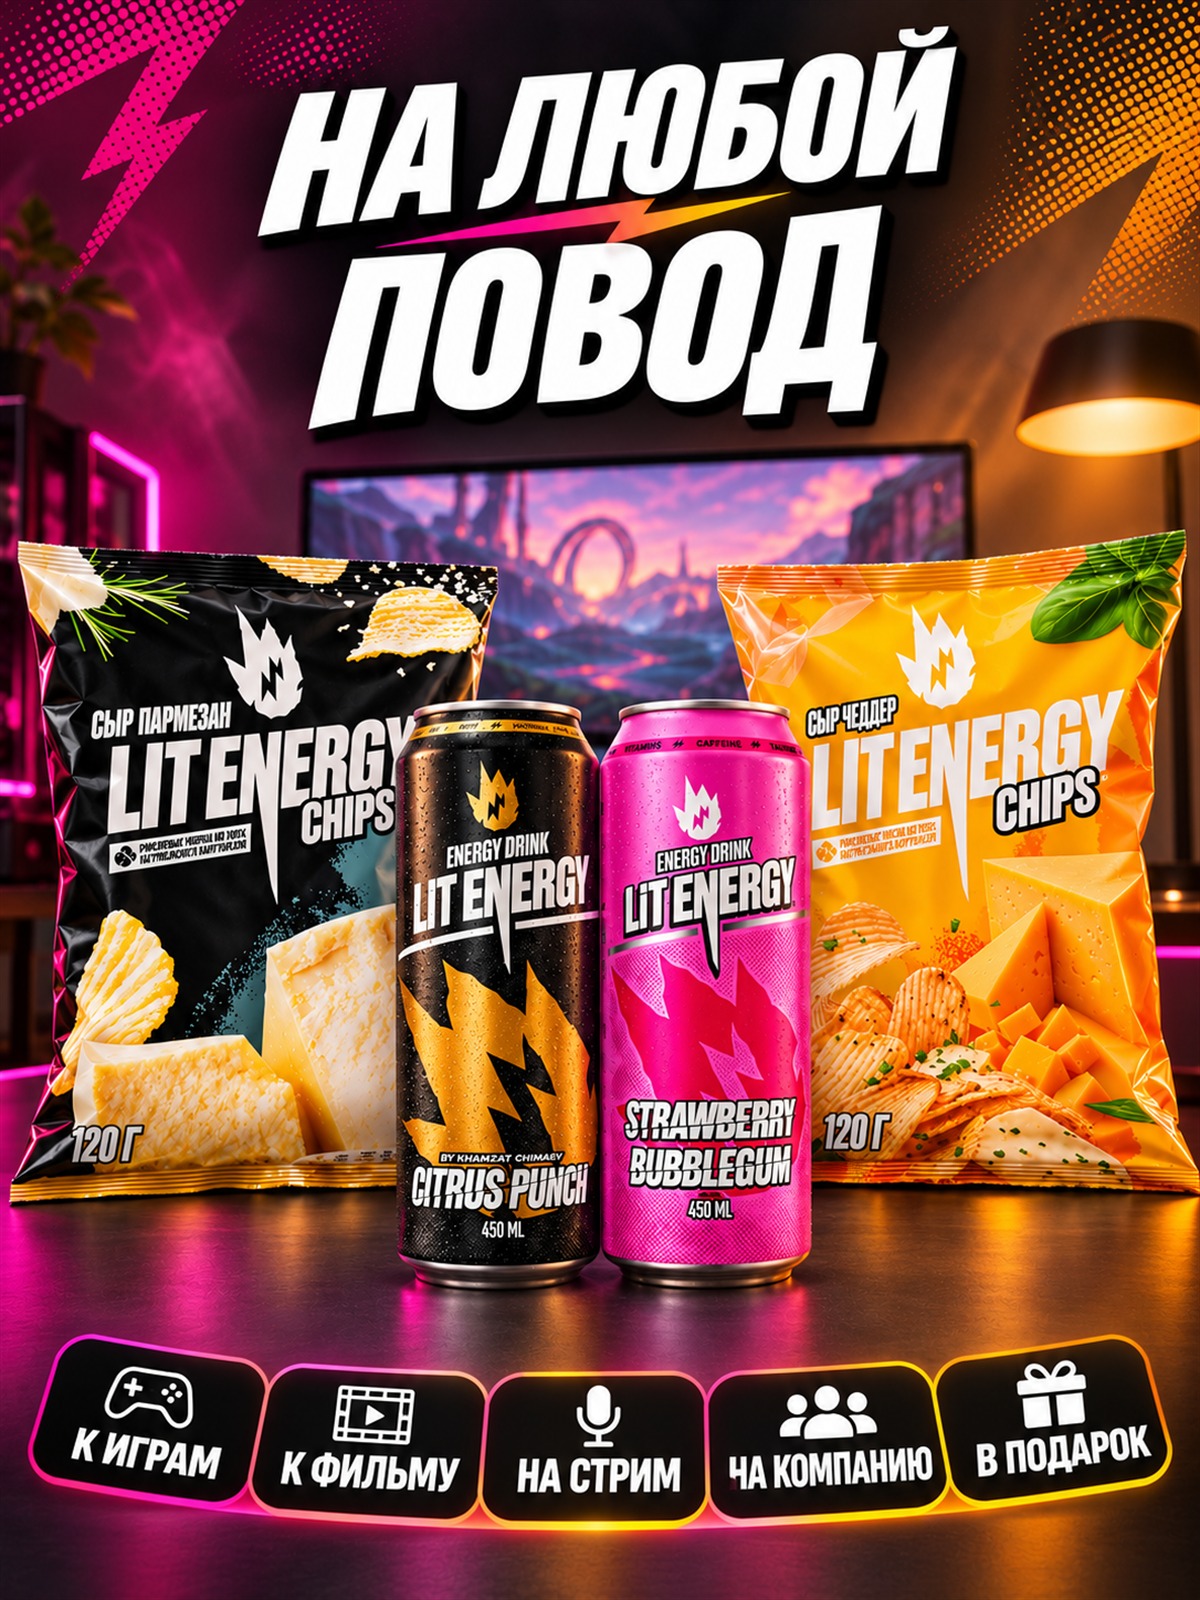 НА ЛЮБОЙ
ПОВОД
СЫР ПАРМЕЗАН
LIT ENERGY
CHIPS
120 Г
ENERGY DRINK
LIT ENERGY
BY KHAMZAT CHIMAEV
CITRUS PUNCH
450 ML
VITAMINS CAFFEINE
ENERGY DRINK
LIT ENERGY
STRAWBERRY
BUBBLEGUM
450 ML
СЫР ЧЕДДЕР
LIT ENERGY
CHIPS
120 Г
К ИГРАМ
К ФИЛЬМУ
НА СТРИМ
НА КОМПАНИЮ
В ПОДАРОК